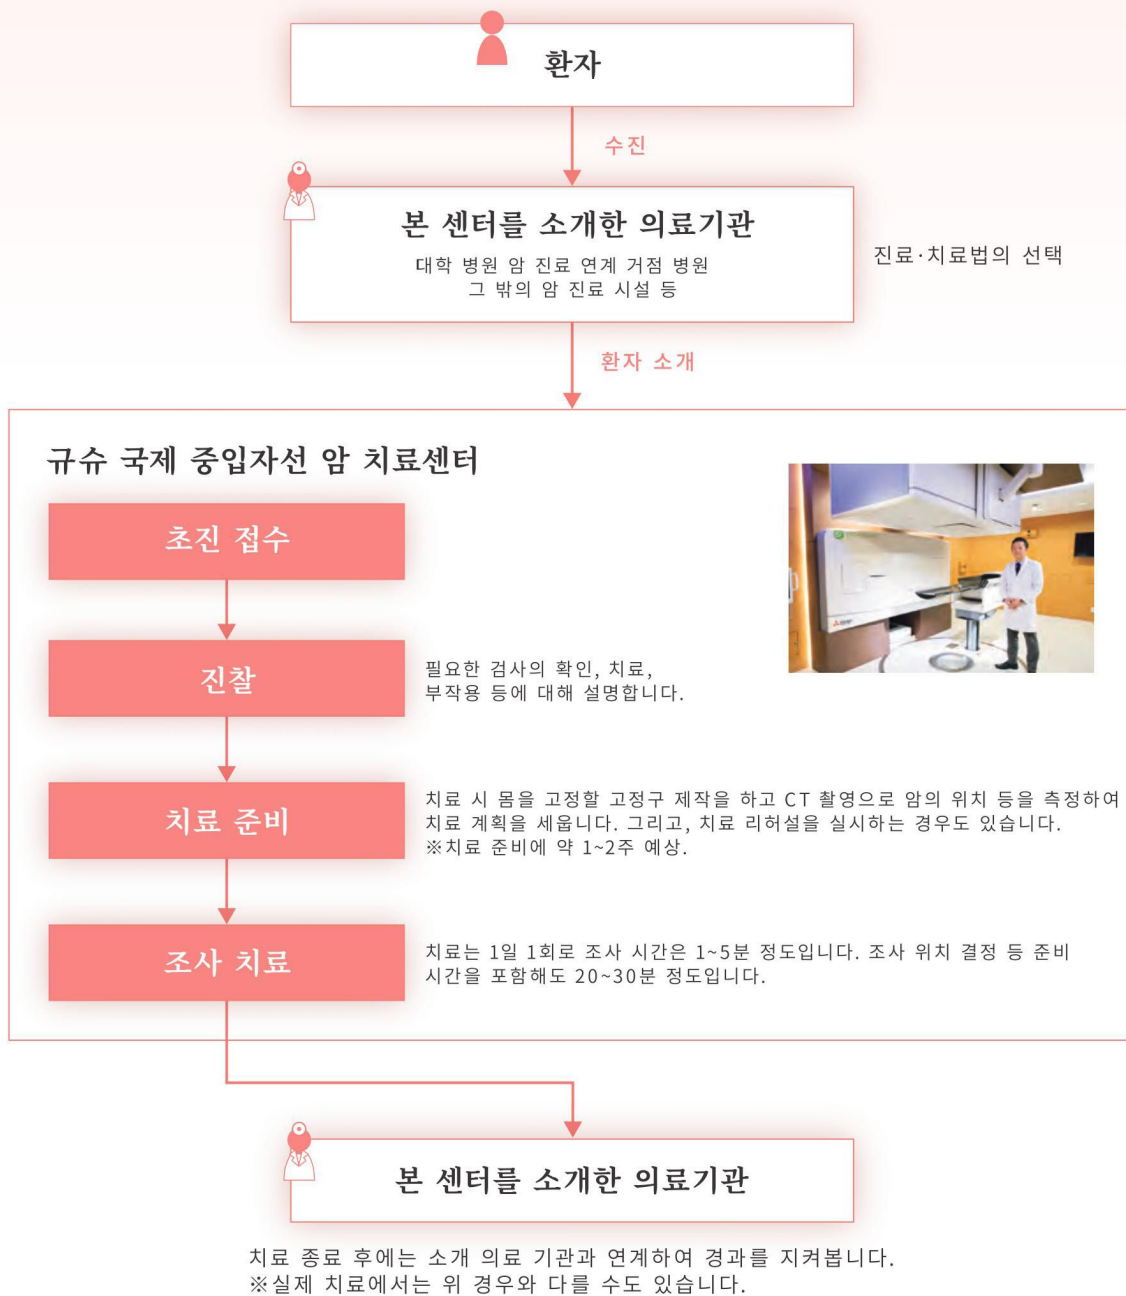 환자
수진
본 센터를 소개한 의료기관
대학 병원 암 진료 연계 거점 병원
그 밖의 암 진료 시설 등
진료·치료법의 선택
환자 소개
규슈 국제 중입자선 암 치료센터
초진 접수
진찰
필요한 검사의 확인, 치료,
부작용 등에 대해 설명합니다.
치료 준비
치료 시 몸을 고정할 고정구 제작을 하고 CT 촬영으로 암의 위치 등을 측정하여
치료 계획을 세웁니다. 그리고, 치료 리허설을 실시하는 경우도 있습니다.
※치료 준비에 약 1~2주 예상.
조사 치료
치료는 1일 1회로 조사 시간은 1~5분 정도입니다. 조사 위치 결정 등 준비
시간을 포함해도 20~30분 정도입니다.
본 센터를 소개한 의료기관
치료 종료 후에는 소개 의료 기관과 연계하여 경과를 지켜봅니다.
※실제 치료에서는 위 경우와 다를 수도 있습니다.